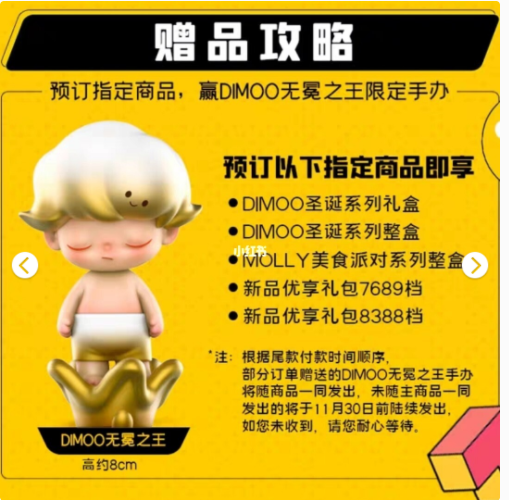 赠品攻略
预订指定商品，赢DIMOO无冕之王限定手办
预订以下指定商品即享
●DIMOO圣诞系列礼盒
●DIMOO圣诞系列整盒
小红书
●MOLLY美食派对系列整盒
●新品优享礼包7689档
●新品优享礼包8388档
*注：根据尾款付款时间顺序，
部分订单赠送的DIMOO无冕之王手办
将随商品一同发出，未随主商品一同
发出的将于11月30日前陆续发出，
如您未收到，请您耐心等待。
DIMOO无冕之王
高约8cm